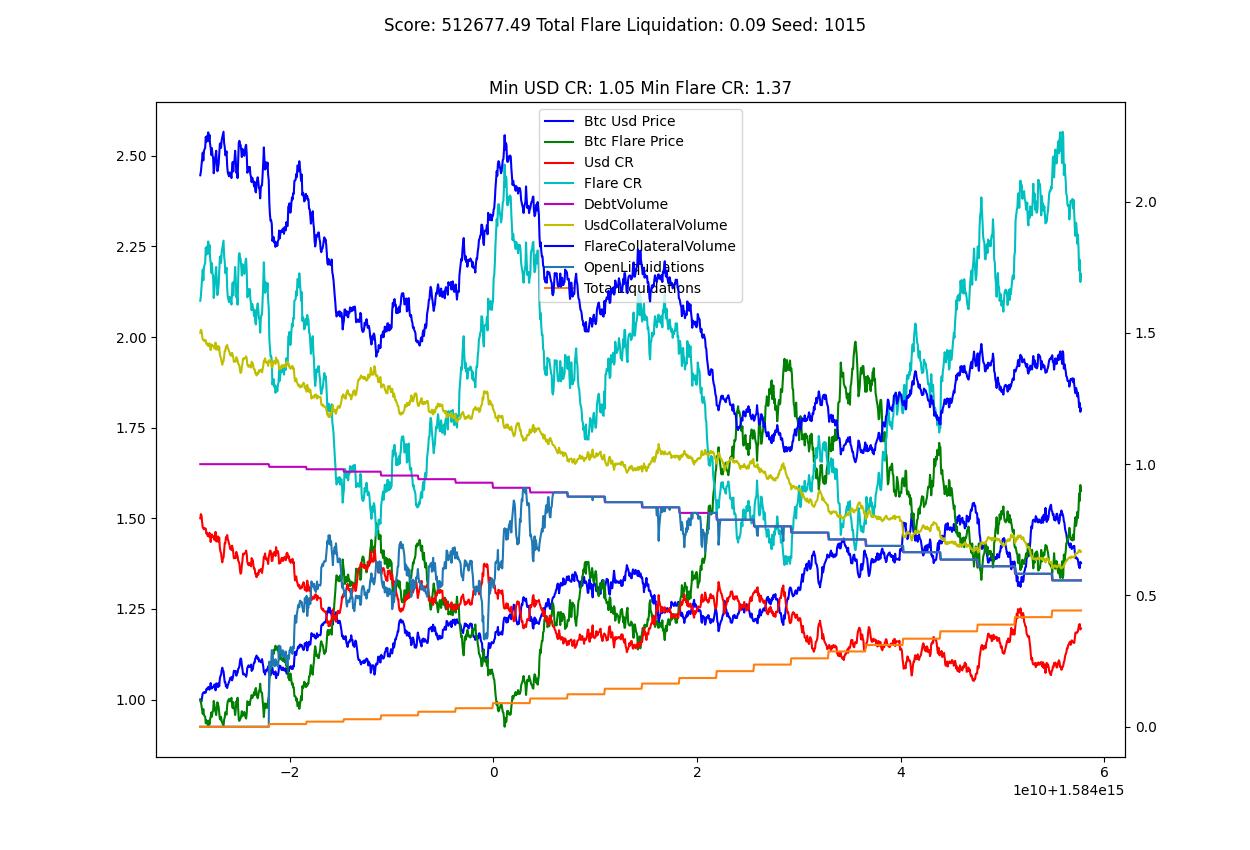 Score: 512677.49 Total Flare Liquidation: 0.09 Seed: 1015
Min USD CR: 1.05 Min Flare CR: 1.37
Btc Usd Price
Btc Flare Price
Usd CR
Flare CR
DebtVolume
UsdCollateralVolume
FlareCollateralVolume
OpenLiquidations
TotalLiquidations
2.50
2.25
2.00
1.75
1.50
1.25
1.00
2.0
1.5
1.0
0.5
0.0
−2
0
2
4
6
1e10+1.584e15